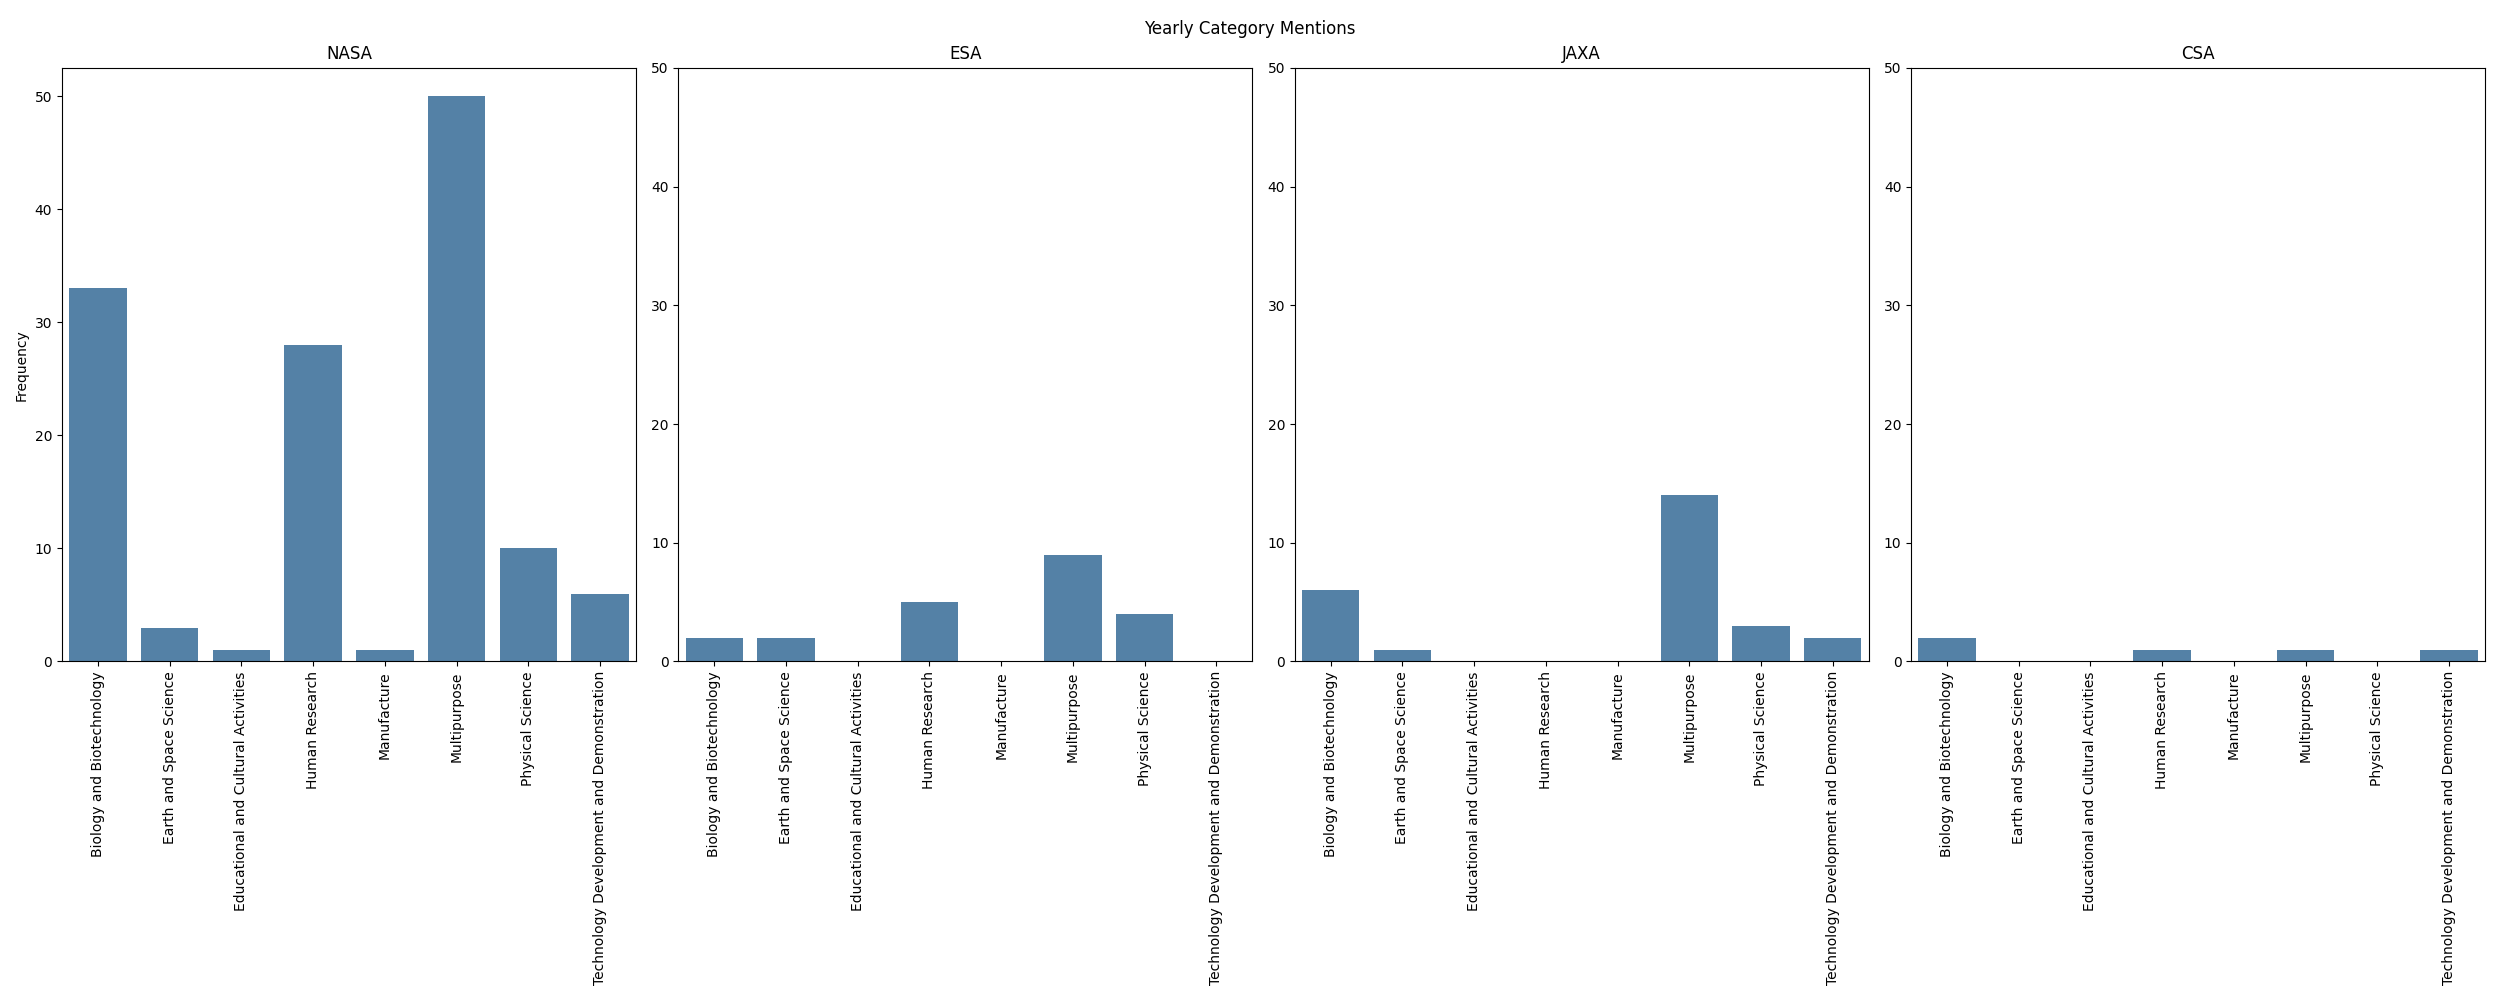 Yearly Category Mentions
NASA
Frequency
50
40
30
20
10
0
Biology and Biotechnology
Earth and Space Science
Educational and Cultural Activities
Human Research
Manufacture
Multipurpose
Physical Science
Technology Development and Demonstration
ESA
50
40
30
20
10
0
Biology and Biotechnology
Earth and Space Science
Educational and Cultural Activities
Human Research
Manufacture
Multipurpose
Physical Science
Technology Development and Demonstration
JAXA
50
40
30
20
10
0
Biology and Biotechnology
Earth and Space Science
Educational and Cultural Activities
Human Research
Manufacture
Multipurpose
Physical Science
Technology Development and Demonstration
CSA
50
40
30
20
10
0
Biology and Biotechnology
Earth and Space Science
Educational and Cultural Activities
Human Research
Manufacture
Multipurpose
Physical Science
Technology Development and Demonstration